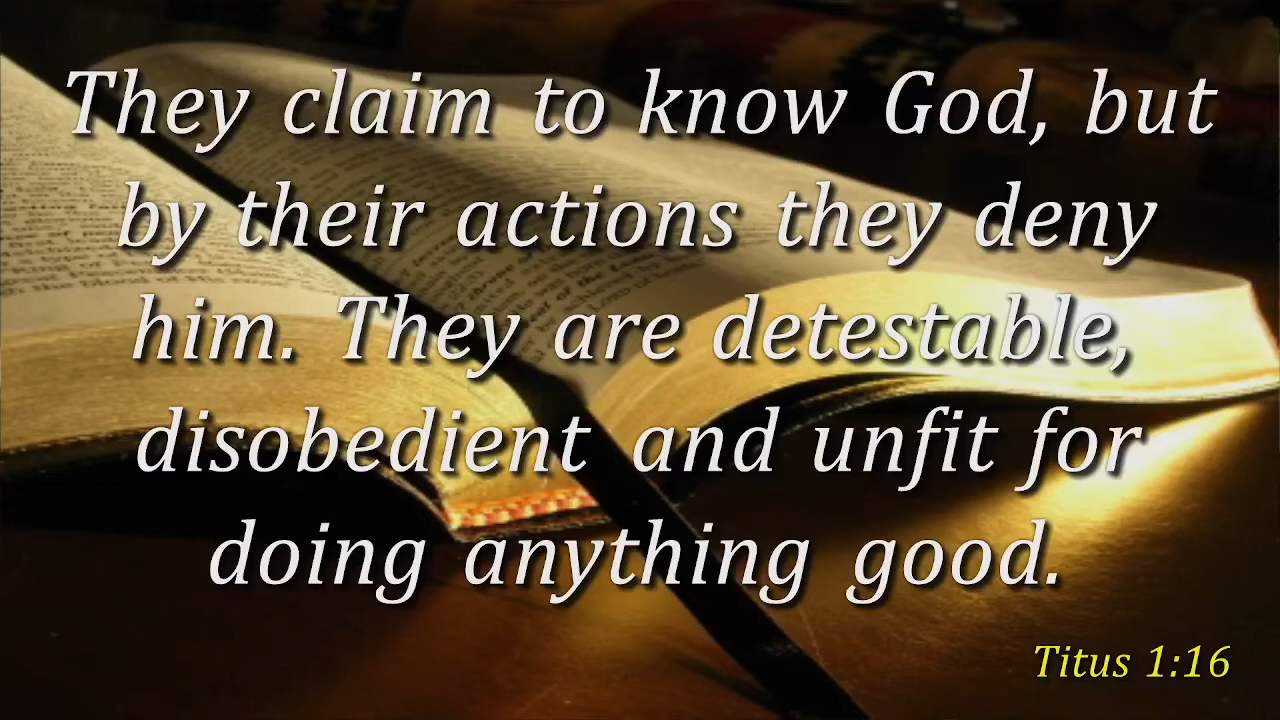 They claim to know God, but
by their actions they deny
him. They are detestable,
disobedient and unfit for
doing anything good.
Titus 1:16